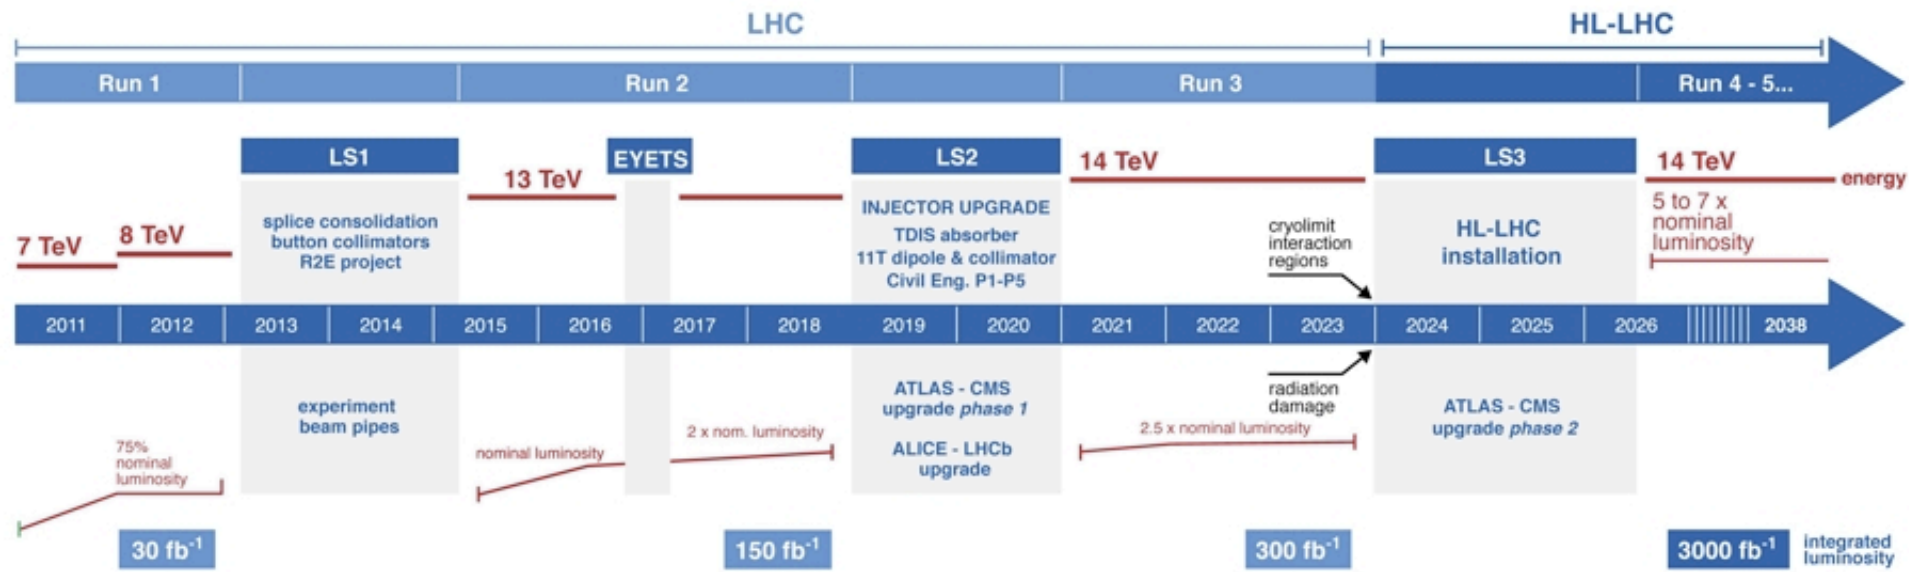 LHC
HL-LHC
Run 1
Run 2
Run 3
Run 4 - 5...
LS1
EYETS
LS2
LS3
7 TeV
8 TeV
13 TeV
14 TeV
14 TeV
energy
splice consolidation
button collimators
R2E project
INJECTOR UPGRADE
TDIS absorber
11T dipole & collimator
Civil Eng. P1-P5
cryolimit
interaction
regions
HL-LHC
installation
5 to 7 x
nominal
luminosity
2011
2012
2013
2014
2015
2016
2017
2018
2019
2020
2021
2022
2023
2024
2025
2026
2038
75%
nominal
luminosity
experiment
beam pipes
nominal luminosity
2 x nom. luminosity
ATLAS - CMS
upgrade phase 1
ALICE - LHCb
upgrade
radiation
damage
2.5 x nominal luminosity
ATLAS - CMS
upgrade phase 2
30 fb⁻¹
150 fb⁻¹
300 fb⁻¹
3000 fb⁻¹
integrated
luminosity